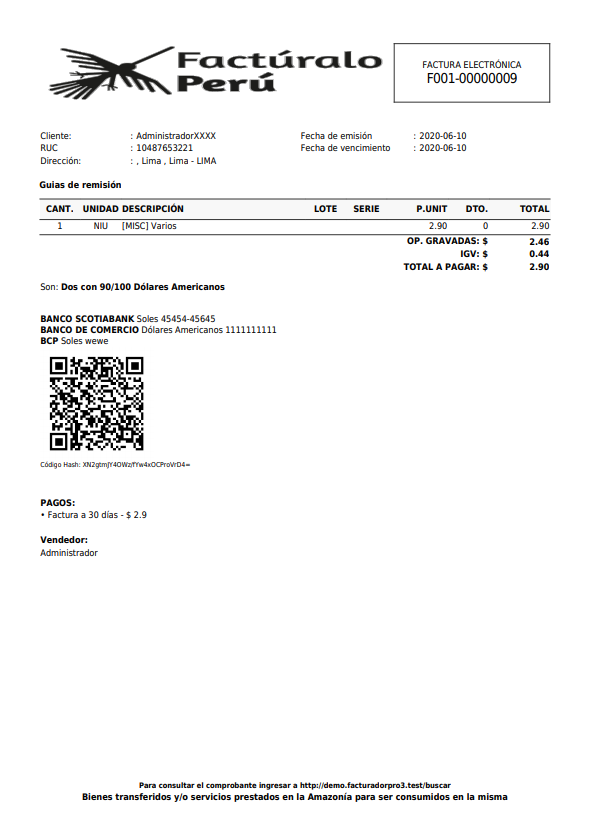 Factúralo
Perú
FACTURA ELECTRÓNICA
F001-00000009
Cliente: : AdministradorXXXX Fecha de emisión : 2020-06-10
RUC : 10487653221 Fecha de vencimiento : 2020-06-10
Dirección: : , Lima , Lima - LIMA
Guias de remisión
CANT. UNIDAD DESCRIPCIÓN LOTE SERIE P.UNIT DTO. TOTAL
1 NIU [MISC] Varios 2.90 0 2.90
OP. GRAVADAS: $ 2.46
IGV: $ 0.44
TOTAL A PAGAR: $ 2.90
Son: Dos con 90/100 Dólares Americanos
BANCO SCOTIABANK Soles 45454-45645
BANCO DE COMERCIO Dólares Americanos 1111111111
BCP Soles wewe
Código Hash: XN2gtmJY4OWz/fYw4xOCProVrD4=
PAGOS:
• Factura a 30 días - $ 2.9
Vendedor:
Administrador
Para consultar el comprobante ingresar a http://demo.facturadorpro3.test/buscar
Bienes transferidos y/o servicios prestados en la Amazonía para ser consumidos en la misma